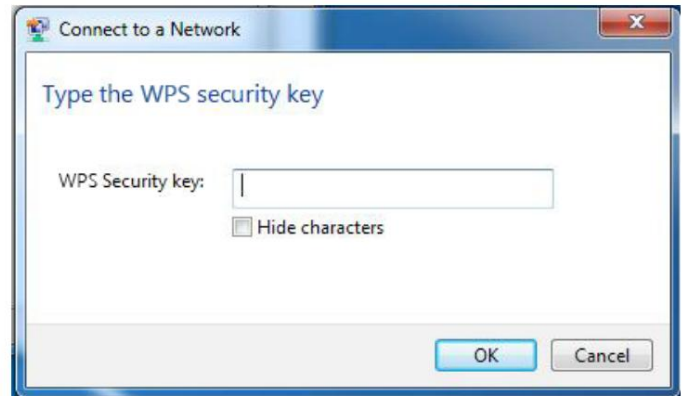 Connect to a Network
Type the WPS security key
WPS Security key:
Hide characters
OK Cancel